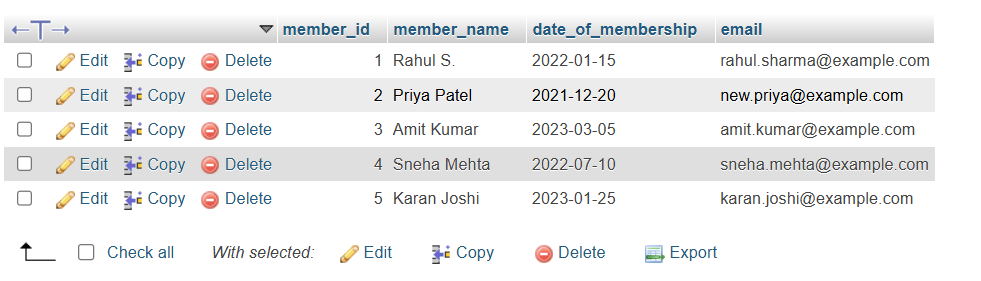 member_id member_name date_of_membership email
Edit Copy Delete 1 Rahul S. 2022-01-15 rahul.sharma@example.com
Edit Copy Delete 2 Priya Patel 2021-12-20 new.priya@example.com
Edit Copy Delete 3 Amit Kumar 2023-03-05 amit.kumar@example.com
Edit Copy Delete 4 Sneha Mehta 2022-07-10 sneha.mehta@example.com
Edit Copy Delete 5 Karan Joshi 2023-01-25 karan.joshi@example.com
Check all With selected: Edit Copy Delete Export